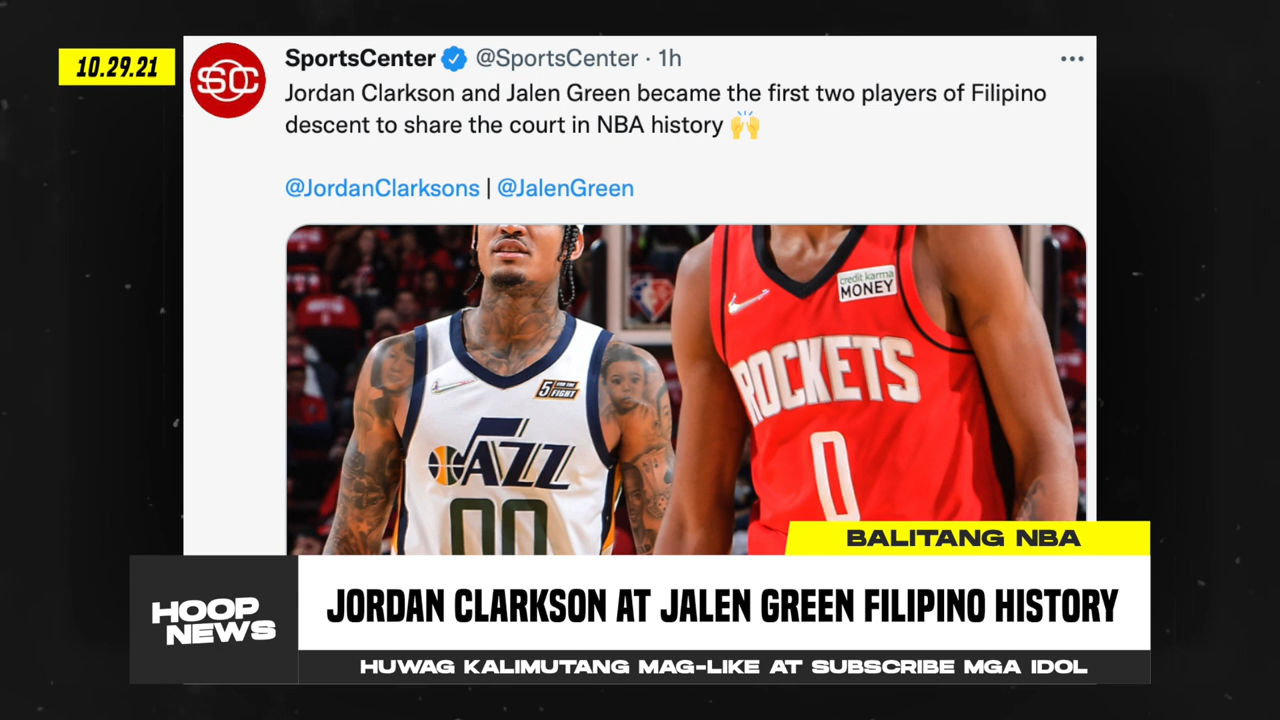 10.29.21
SC
SportsCenter @SportsCenter · 1h
Jordan Clarkson and Jalen Green became the first two players of Filipino
descent to share the court in NBA history 🙌
@JordanClarksons | @JalenGreen
credit karma
MONEY
5 FOR THE
FIGHT
ROCKETS
JAZZ
0
00
BALITANG NBA
HOOP
NEWS
JORDAN CLARKSON AT JALEN GREEN FILIPINO HISTORY
HUWAG KALIMUTANG MAG-LIKE AT SUBSCRIBE MGA IDOL